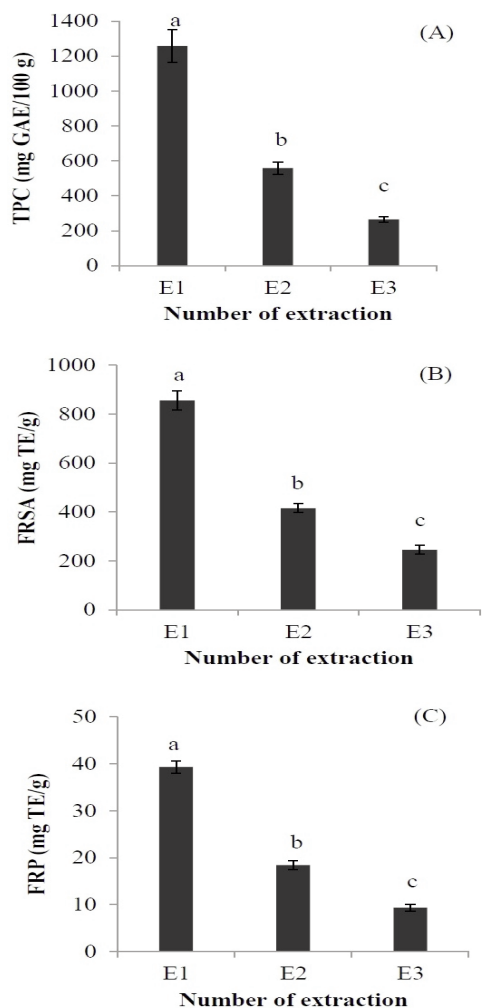 (A)
TPC (mg GAE/100 g)
1400
1200
1000
800
600
400
200
0
a
b
c
E1 E2 E3
Number of extraction
(B)
FRSA (mg TE/g)
1000
800
600
400
200
0
a
b
c
E1 E2 E3
Number of extraction
(C)
FRP (mg TE/g)
50
40
30
20
10
0
a
b
c
E1 E2 E3
Number of extraction